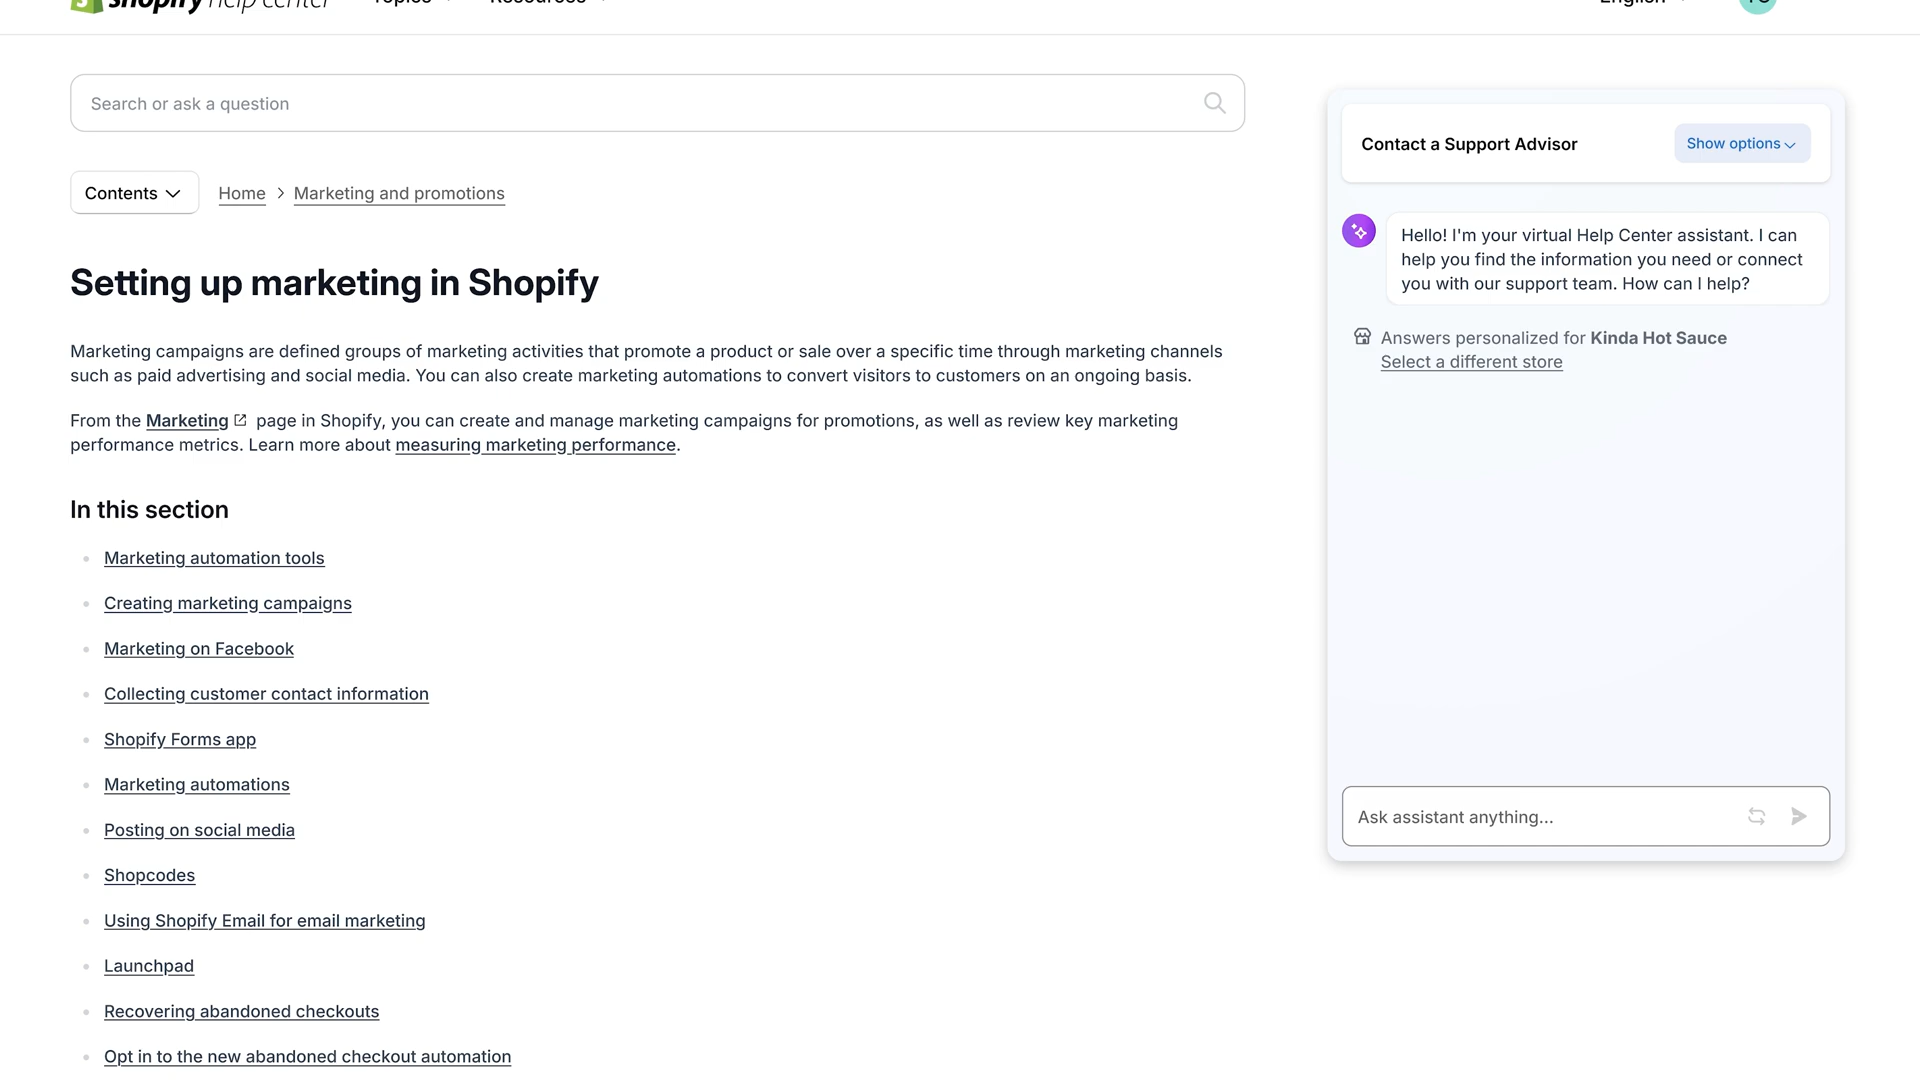 shopify help center
Topics
Resources
English
Search or ask a question
Contents
Home
Marketing and promotions
Setting up marketing in Shopify
Marketing campaigns are defined groups of marketing activities that promote a product or sale over a specific time through marketing channels
such as paid advertising and social media. You can also create marketing automations to convert visitors to customers on an ongoing basis.
From the Marketing page in Shopify, you can create and manage marketing campaigns for promotions, as well as review key marketing
performance metrics. Learn more about measuring marketing performance.
In this section
Marketing automation tools
Creating marketing campaigns
Marketing on Facebook
Collecting customer contact information
Shopify Forms app
Marketing automations
Posting on social media
Shopcodes
Using Shopify Email for email marketing
Launchpad
Recovering abandoned checkouts
Opt in to the new abandoned checkout automation
Contact a Support Advisor
Show options
Hello! I'm your virtual Help Center assistant. I can
help you find the information you need or connect
you with our support team. How can I help?
Answers personalized for Kinda Hot Sauce
Select a different store
Ask assistant anything...